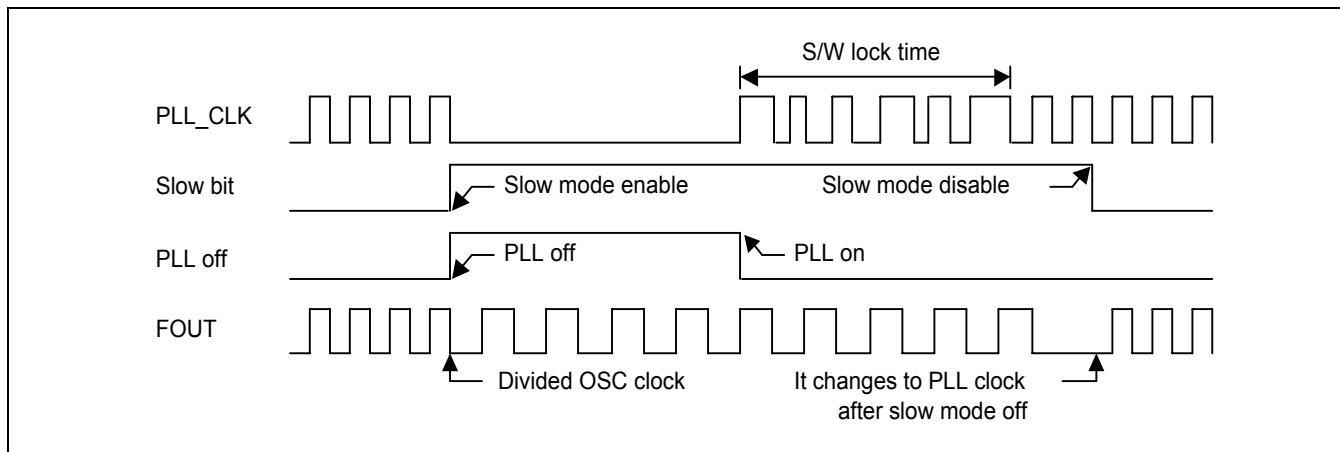 S/W lock time
PLL_CLK
Slow bit
Slow mode enable
Slow mode disable
PLL off
PLL off
PLL on
FOUT
Divided OSC clock
It changes to PLL clock
after slow mode off